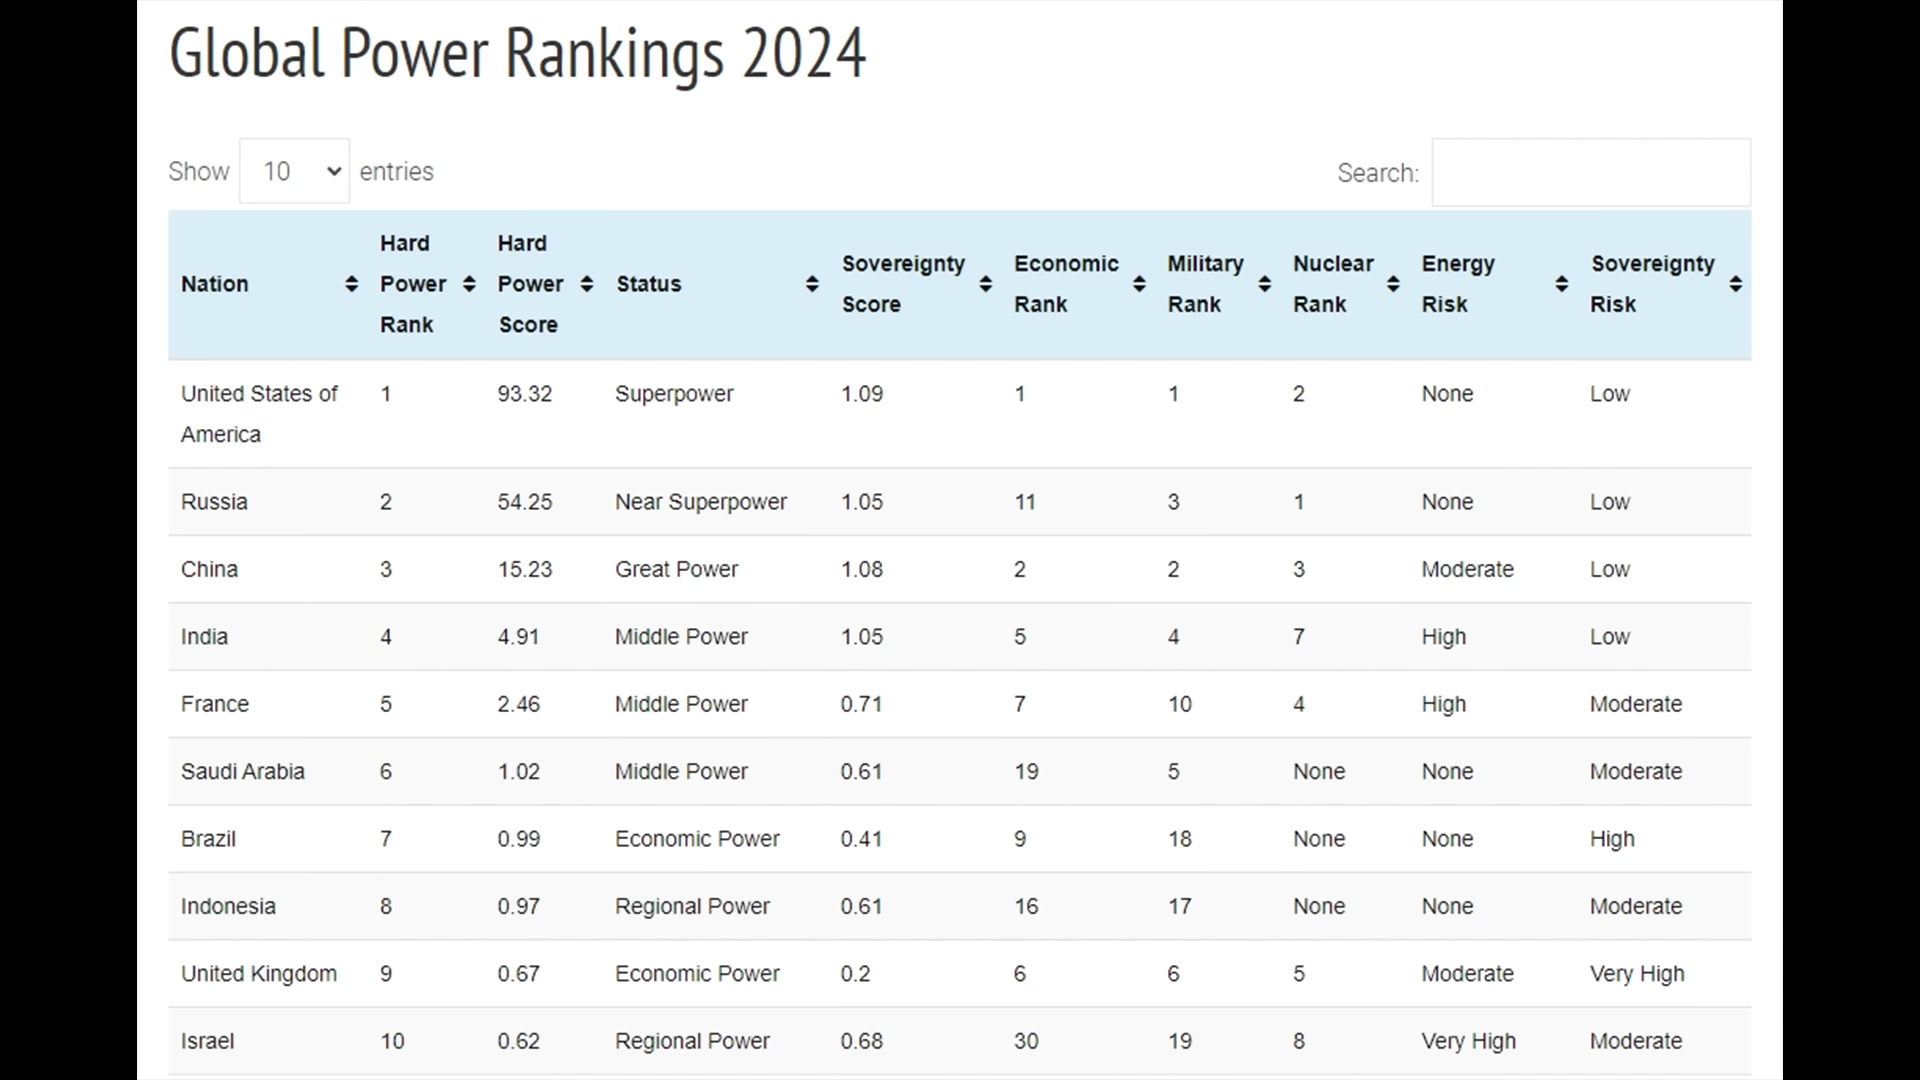 Global Power Rankings 2024
Show 10 entries
Search:
Nation Hard Power Rank Hard Power Score Status Sovereignty Score Economic Rank Military Rank Nuclear Rank Energy Risk Sovereignty Risk
United States of America 1 93.32 Superpower 1.09 1 1 2 None Low
Russia 2 54.25 Near Superpower 1.05 11 3 1 None Low
China 3 15.23 Great Power 1.08 2 2 3 Moderate Low
India 4 4.91 Middle Power 1.05 5 4 7 High Low
France 5 2.46 Middle Power 0.71 7 10 4 High Moderate
Saudi Arabia 6 1.02 Middle Power 0.61 19 5 None None Moderate
Brazil 7 0.99 Economic Power 0.41 9 18 None None High
Indonesia 8 0.97 Regional Power 0.61 16 17 None None Moderate
United Kingdom 9 0.67 Economic Power 0.2 6 6 5 Moderate Very High
Israel 10 0.62 Regional Power 0.68 30 19 8 Very High Moderate